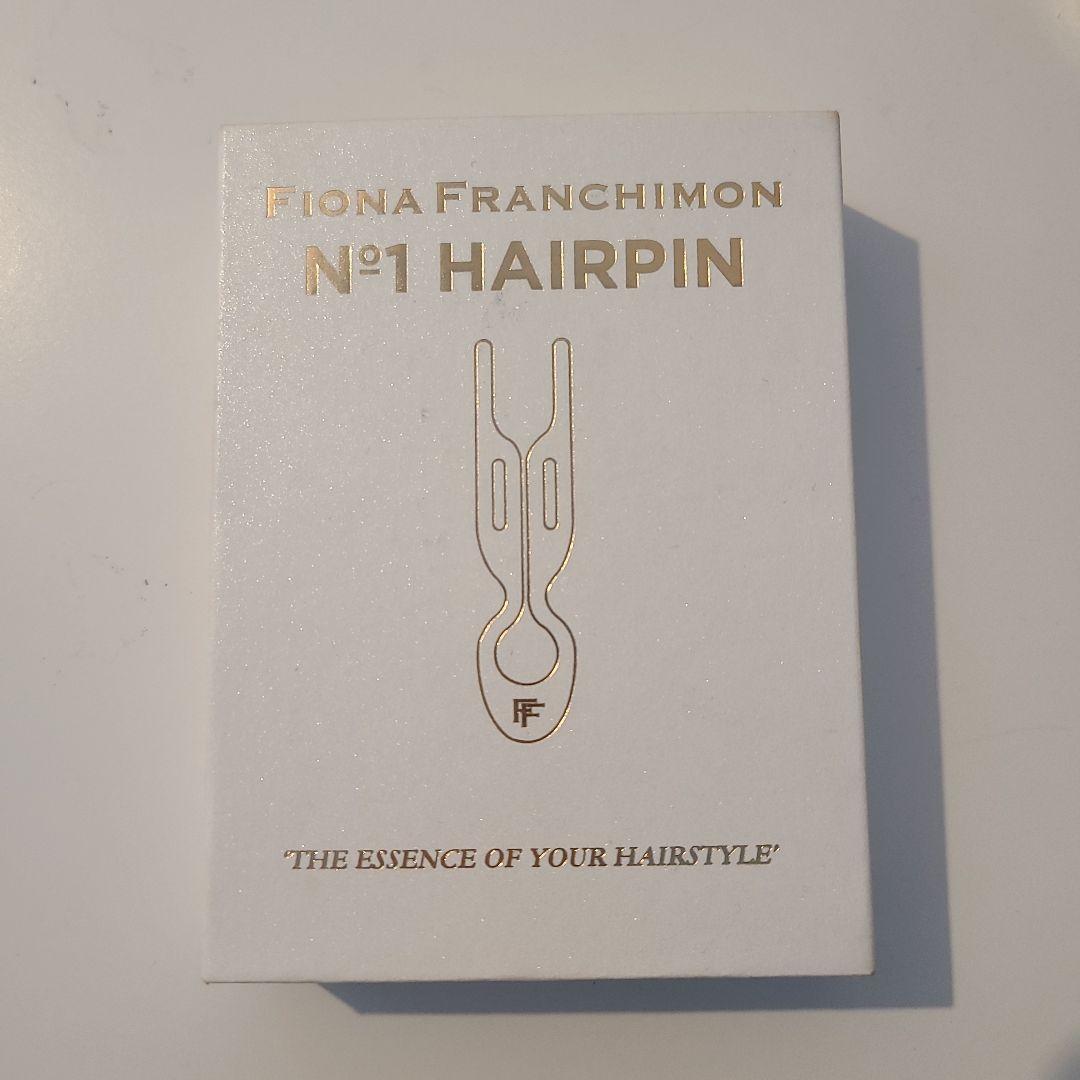 FIONA FRANCHIMON
Nº1 HAIRPIN
FF
'THE ESSENCE OF YOUR HAIRSTYLE'